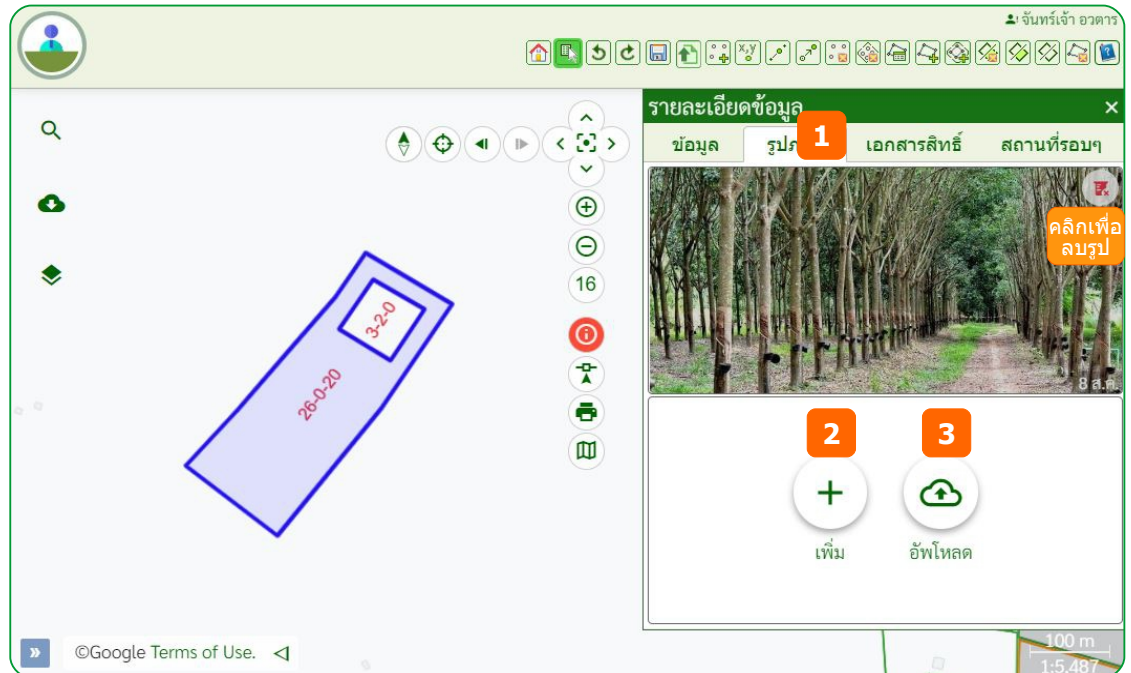 จันทร์เจ้า อวตาร
x,y
รายละเอียดข้อมูล ×
1
ข้อมูล เอกสารสิทธิ์ สถานที่รอบๆ
คลิกเพื่อ
ลบรูป
16
3-2-0
26-0-20
8 ส.ค.
2 3
เพิ่ม อัพโหลด
©Google Terms of Use.
100 m
1:5,487